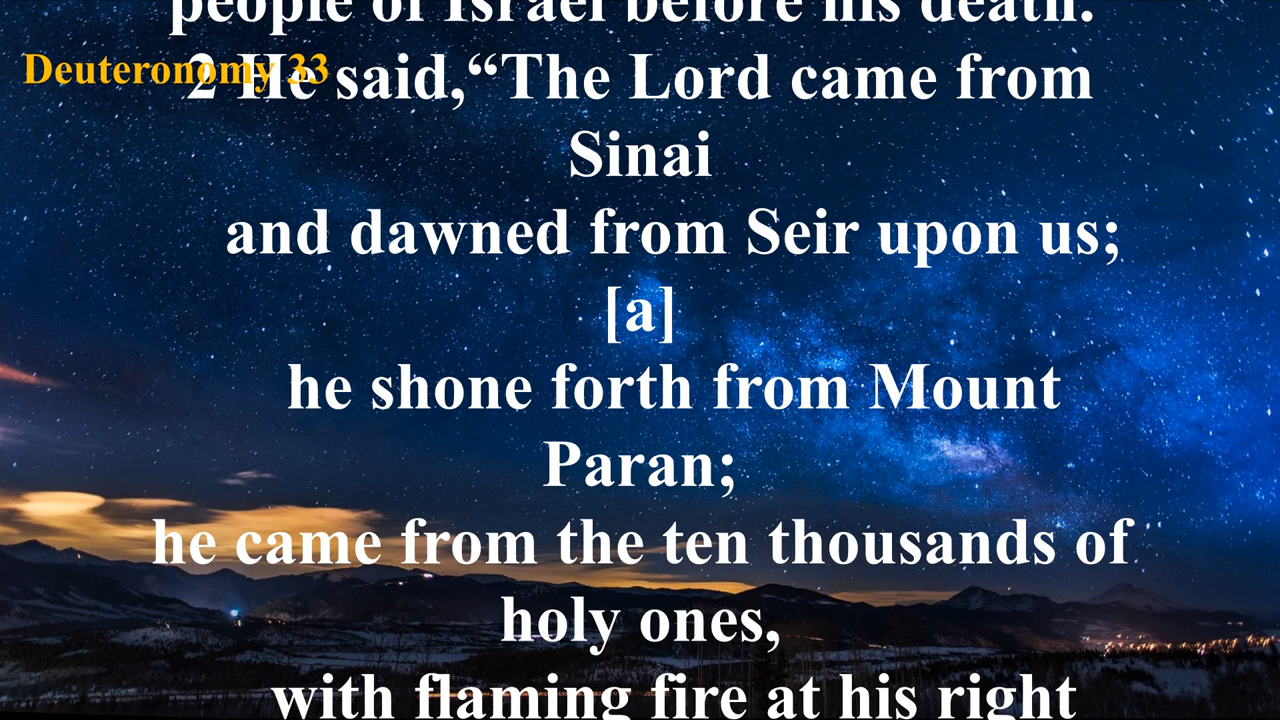 people of Israel before his death.
Deuteronomy 33
2 He said,“The Lord came from
Sinai
and dawned from Seir upon us;
[a]
he shone forth from Mount
Paran;
he came from the ten thousands of
holy ones,
with flaming fire at his right